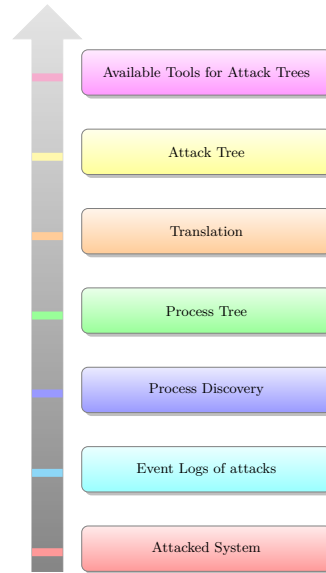 Available Tools for Attack Trees
Attack Tree
Translation
Process Tree
Process Discovery
Event Logs of attacks
Attacked System